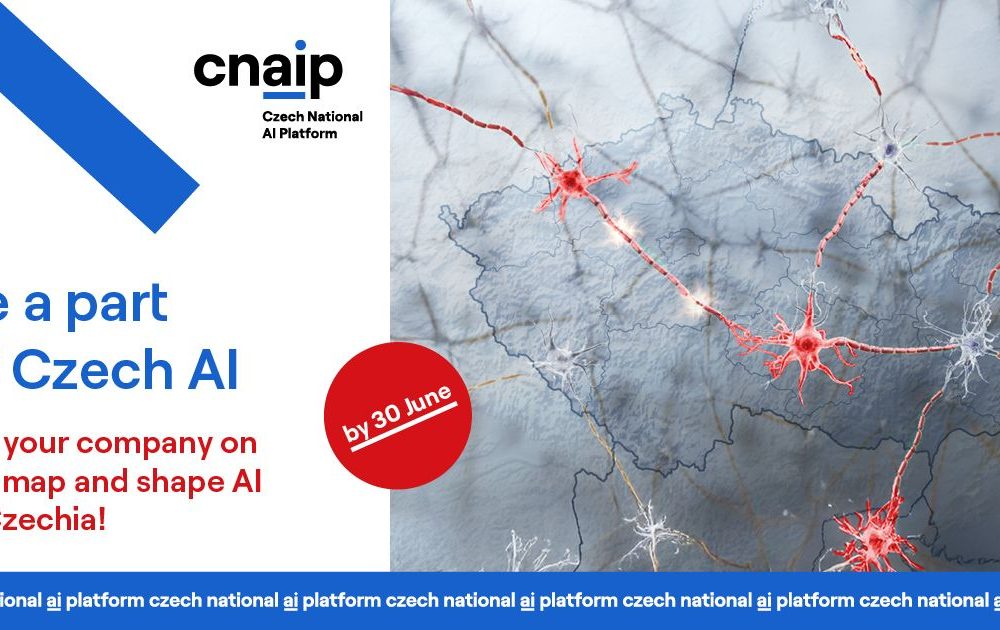 cnaip
Czech National
AI Platform
e a part
Czech AI
your company on
map and shape AI
Czechia!
by 30 June
ional ai platform czech national ai platform czech national ai platform czech national ai platform czech national a